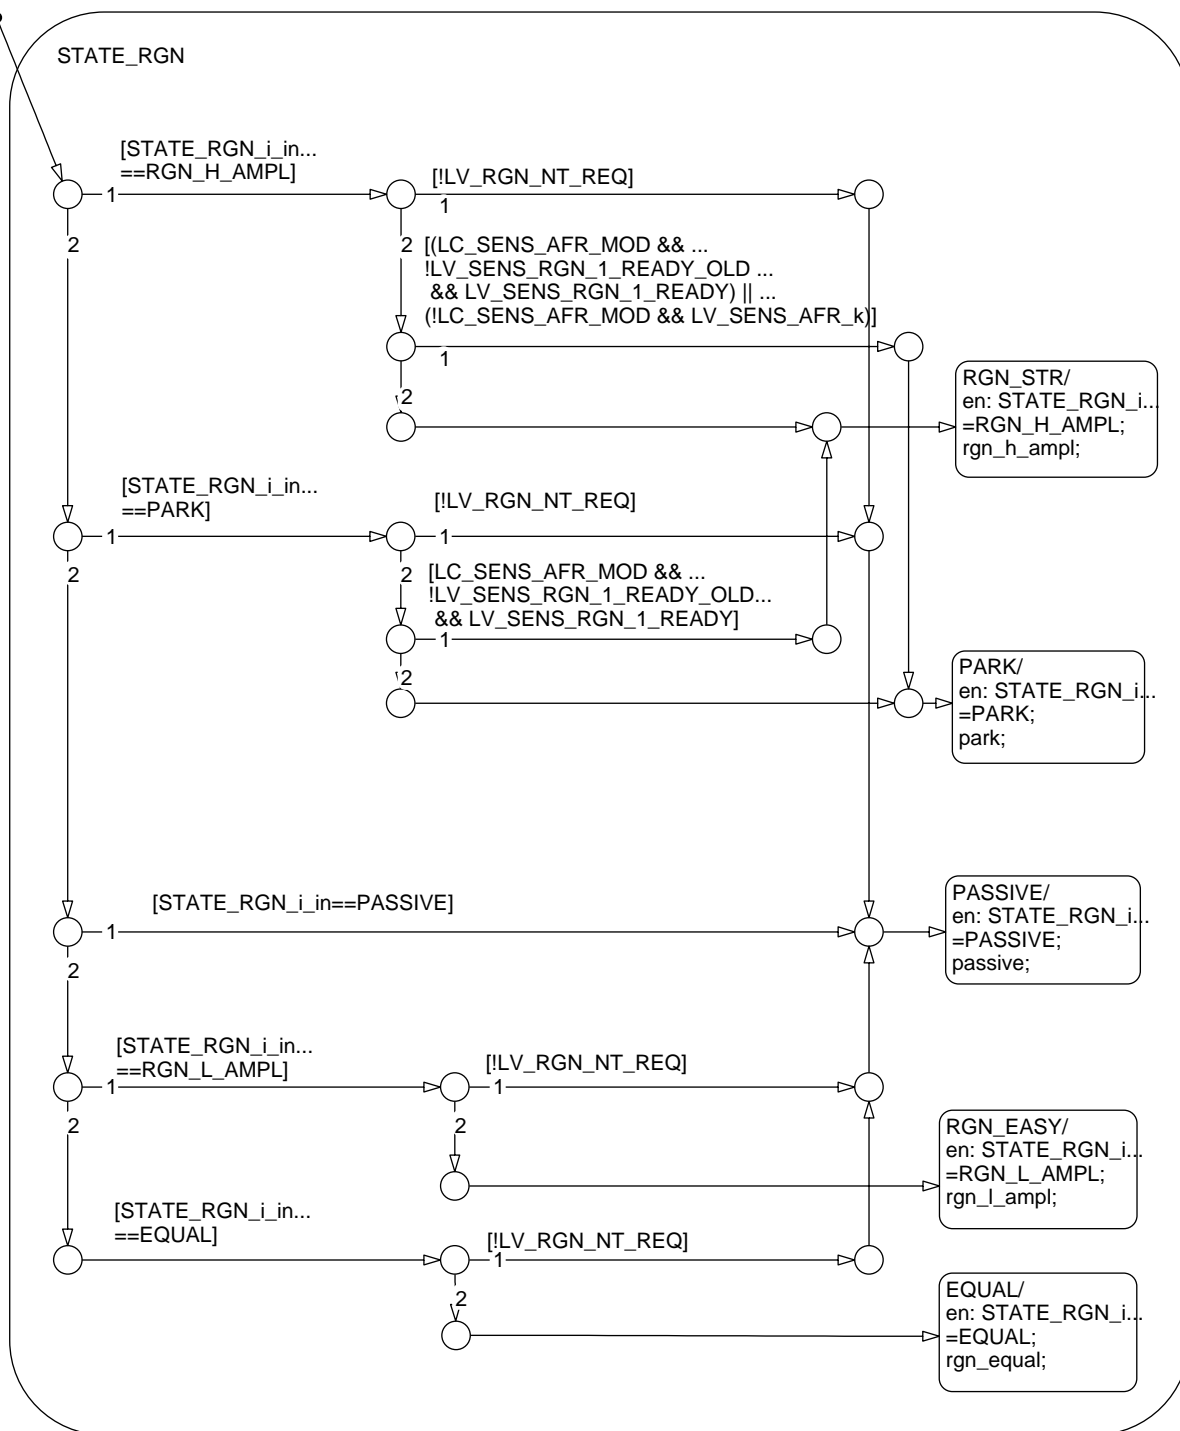 STATE_RGN
[STATE_RGN_i_in...
==RGN_H_AMPL]
1
[!LV_RGN_NT_REQ]
1
2
2
[(LC_SENS_AFR_MOD && ...
!LV_SENS_RGN_1_READY_OLD ...
&& LV_SENS_RGN_1_READY) || ...
(!LC_SENS_AFR_MOD && LV_SENS_AFR_k)]
1
2
RGN_STR/
en: STATE_RGN_i...
=RGN_H_AMPL;
rgn_h_ampl;
[STATE_RGN_i_in...
==PARK]
1
[!LV_RGN_NT_REQ]
1
2
2
[LC_SENS_AFR_MOD && ...
!LV_SENS_RGN_1_READY_OLD...
&& LV_SENS_RGN_1_READY]
1
2
PARK/
en: STATE_RGN_i...
=PARK;
park;
[STATE_RGN_i_in==PASSIVE]
1
2
PASSIVE/
en: STATE_RGN_i...
=PASSIVE;
passive;
[STATE_RGN_i_in...
==RGN_L_AMPL]
1
[!LV_RGN_NT_REQ]
1
2
2
RGN_EASY/
en: STATE_RGN_i...
=RGN_L_AMPL;
rgn_l_ampl;
[STATE_RGN_i_in...
==EQUAL]
[!LV_RGN_NT_REQ]
1
2
EQUAL/
en: STATE_RGN_i...
=EQUAL;
rgn_equal;